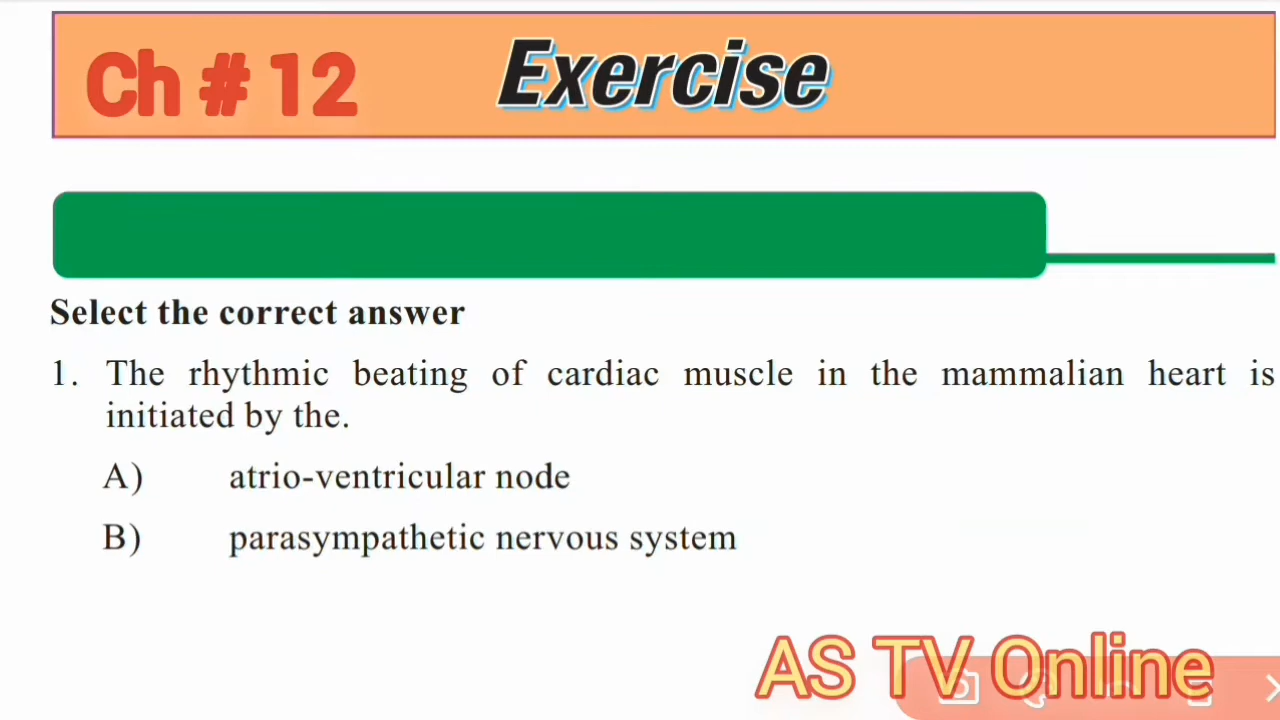 Ch # 12 Exercise
Select the correct answer
1. The rhythmic beating of cardiac muscle in the mammalian heart is
initiated by the.
A) atrio-ventricular node
B) parasympathetic nervous system
AS TV Online